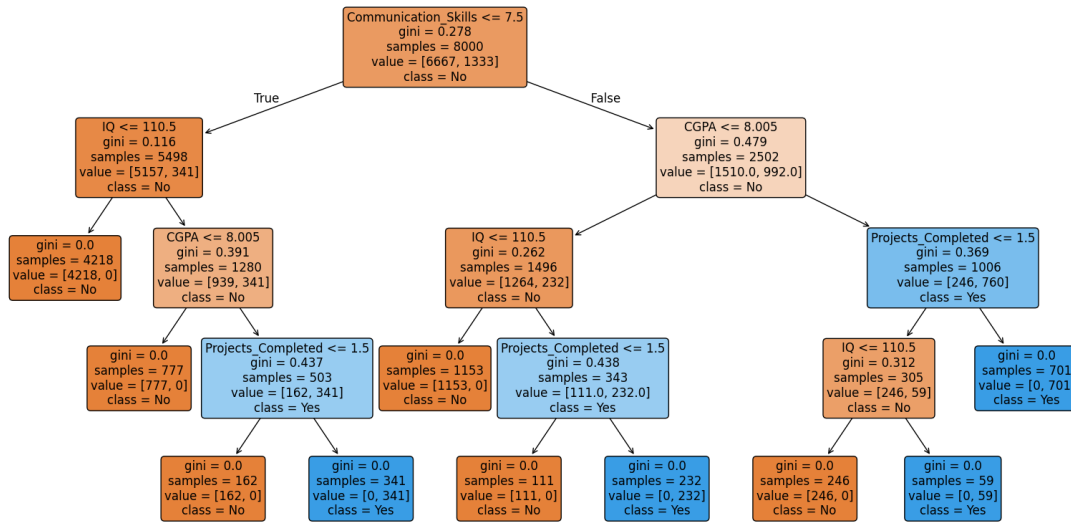 Communication_Skills <= 7.5
gini = 0.278
samples = 8000
value = [6667, 1333]
class = No
True
False
IQ <= 110.5
gini = 0.116
samples = 5498
value = [5157, 341]
class = No
CGPA <= 8.005
gini = 0.479
samples = 2502
value = [1510.0, 992.0]
class = No
gini = 0.0
samples = 4218
value = [4218, 0]
class = No
CGPA <= 8.005
gini = 0.391
samples = 1280
value = [939, 341]
class = No
IQ <= 110.5
gini = 0.262
samples = 1496
value = [1264, 232]
class = No
Projects_Completed <= 1.5
gini = 0.369
samples = 1006
value = [246, 760]
class = Yes
gini = 0.0
samples = 777
value = [777, 0]
class = No
Projects_Completed <= 1.5
gini = 0.437
samples = 503
value = [162, 341]
class = Yes
gini = 0.0
samples = 1153
value = [1153, 0]
class = No
Projects_Completed <= 1.5
gini = 0.438
samples = 343
value = [111.0, 232.0]
class = Yes
IQ <= 110.5
gini = 0.312
samples = 305
value = [246, 59]
class = No
gini = 0.0
samples = 701
value = [0, 701]
class = Yes
gini = 0.0
samples = 162
value = [162, 0]
class = No
gini = 0.0
samples = 341
value = [0, 341]
class = Yes
gini = 0.0
samples = 111
value = [111, 0]
class = No
gini = 0.0
samples = 232
value = [0, 232]
class = Yes
gini = 0.0
samples = 246
value = [246, 0]
class = No
gini = 0.0
samples = 59
value = [0, 59]
class = Yes